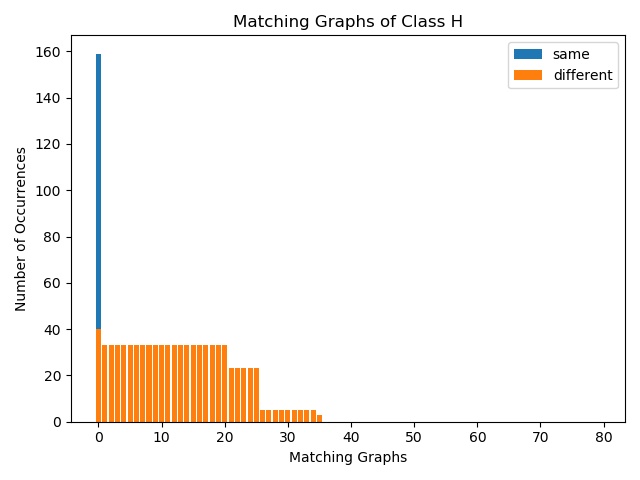 Matching Graphs of Class H
same
different
Number of Occurrences
160
140
120
100
80
60
40
20
0
0 10 20 30 40 50 60 70 80
Matching Graphs